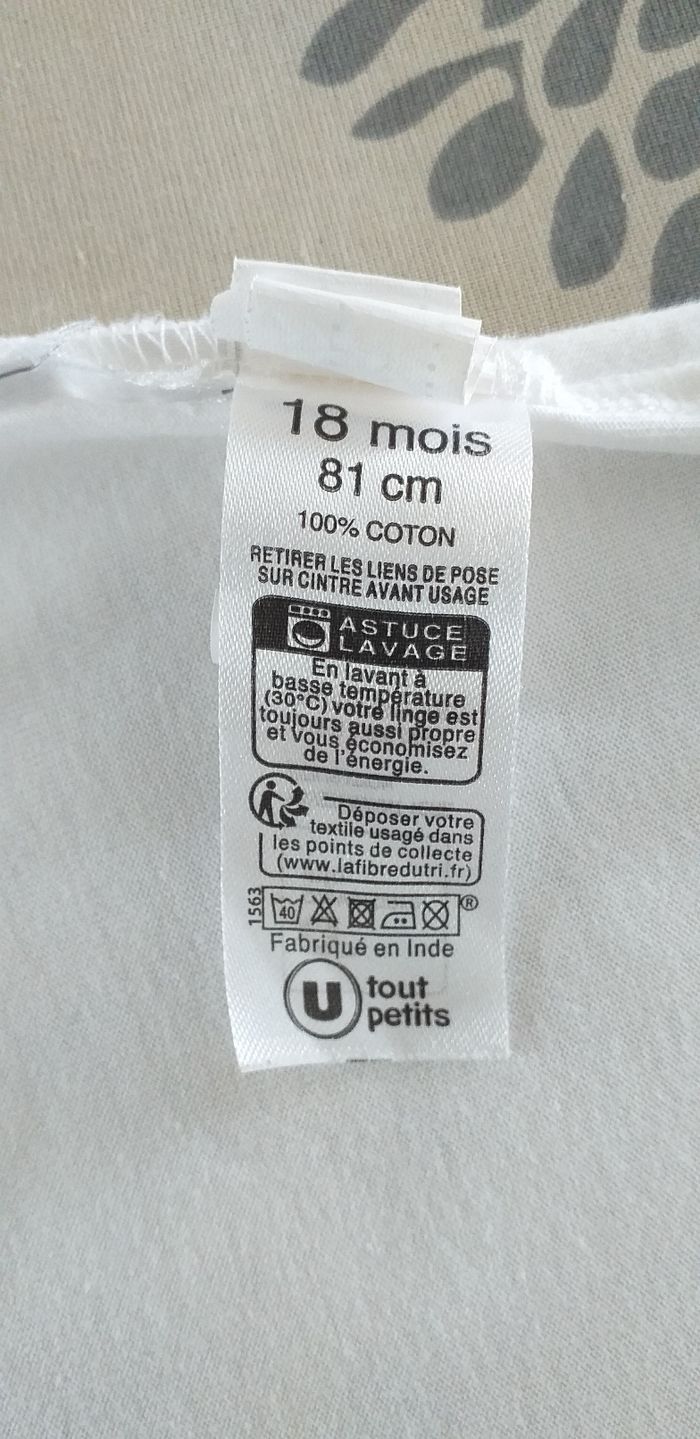 18 mois
81 cm
100% COTON
RETIRER LES LIENS DE POSE
SUR CINTRE AVANT USAGE
ASTUCE
LAVAGE
En lavant à
basse température
(30°C) votre linge est
toujours aussi propre
et vous économisez
de l'énergie.
Déposer votre
textile usagé dans
les points de collecte
(www.lafibredutri.fr)
1563
40
®
Fabriqué en Inde
U tout
petits